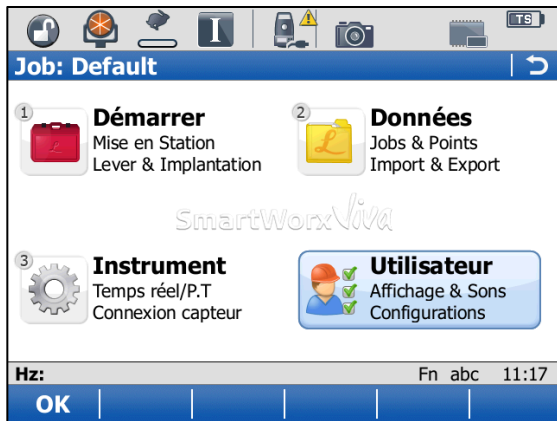 TS
Job: Default
1
Démarrer
Mise en Station
Lever & Implantation
2
Données
Jobs & Points
Import & Export
SmartWorx Viva
3
Instrument
Temps réel/P.T
Connexion capteur
Utilisateur
Affichage & Sons
Configurations
Hz:
Fn abc 11:17
OK